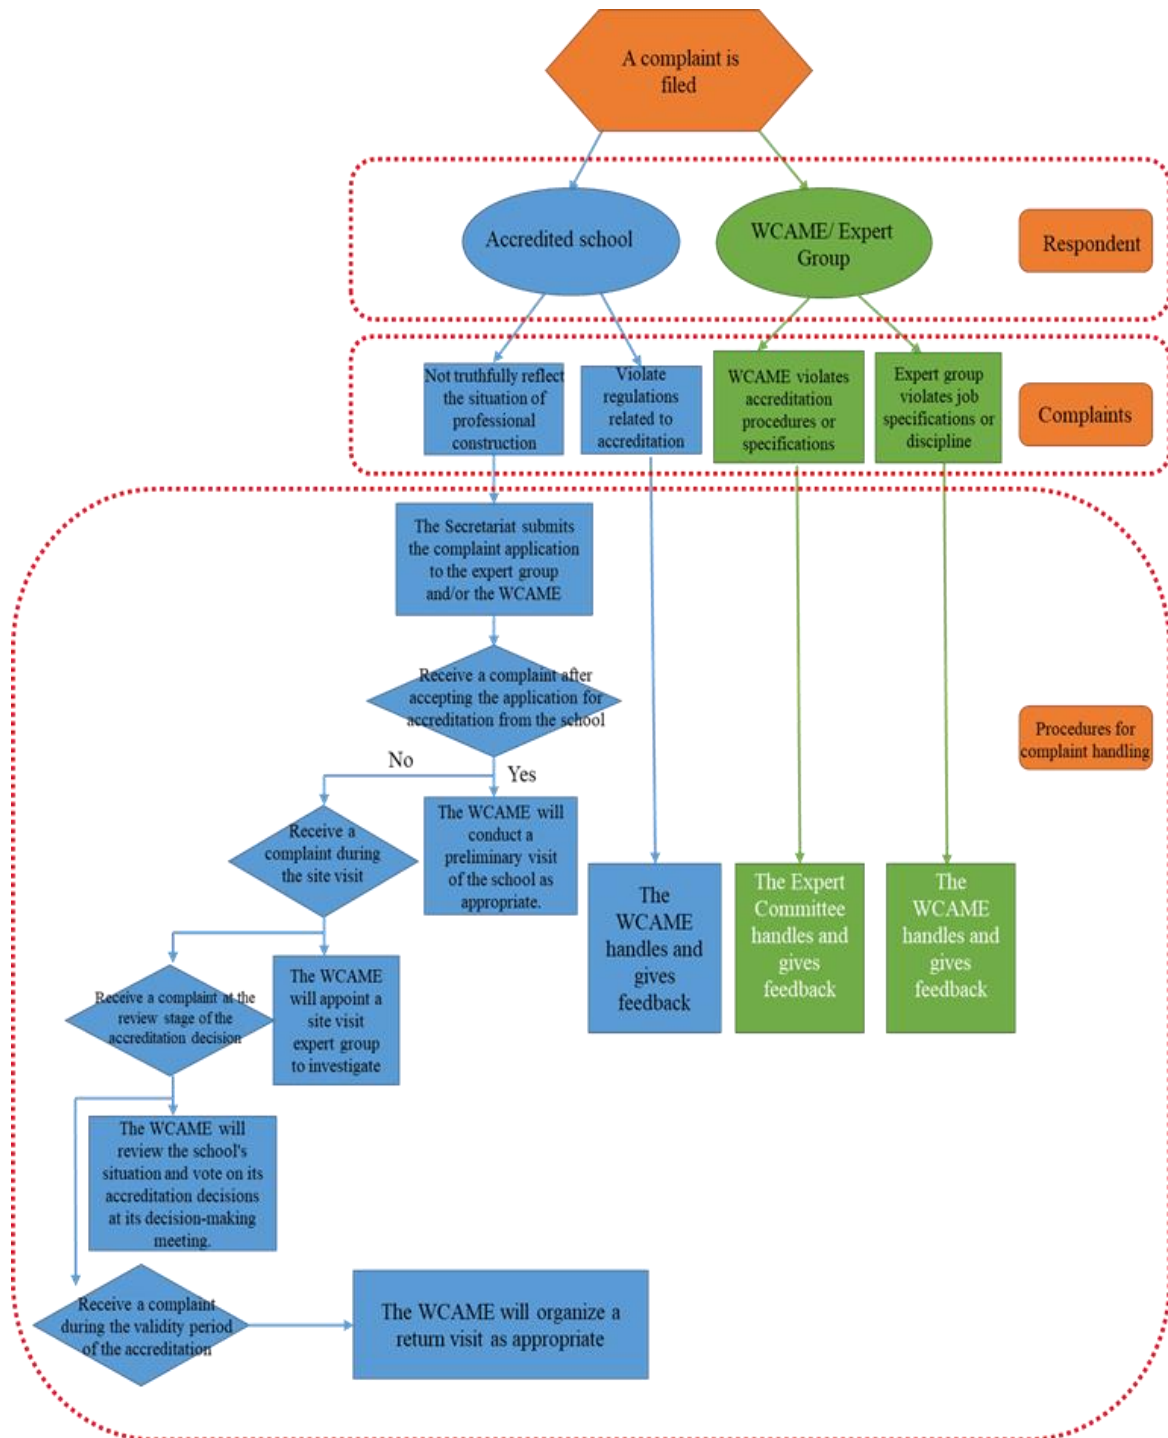 A complaint is
filed
Accredited school
WCAME/ Expert
Group
Respondent
Not truthfully reflect
the situation of
professional
construction
Violate
regulations
related to
accreditation
WCAME violates
accreditation
procedures or
specifications
Expert group
violates job
specifications or
discipline
Complaints
The Secretariat submits
the complaint application
to the expert group
and/or the WCAME
Receive a complaint after
accepting the application for
accreditation from the school
Procedures for
complaint handling
No
Yes
Receive a
complaint during
the site visit
The WCAME will
conduct a
preliminary visit
of the school as
appropriate.
The
WCAME
handles and
gives
feedback
The Expert
Committee
handles and
gives
feedback
The
WCAME
handles and
gives
feedback
Receive a complaint at the
review stage of the
accreditation decision
The WCAME
will appoint a
site visit
expert group
to investigate
The WCAME will
review the school's
situation and vote on its
accreditation decisions
at its decision-making
meeting.
Receive a complaint
during the validity period
of the accreditation
The WCAME will organize a
return visit as appropriate